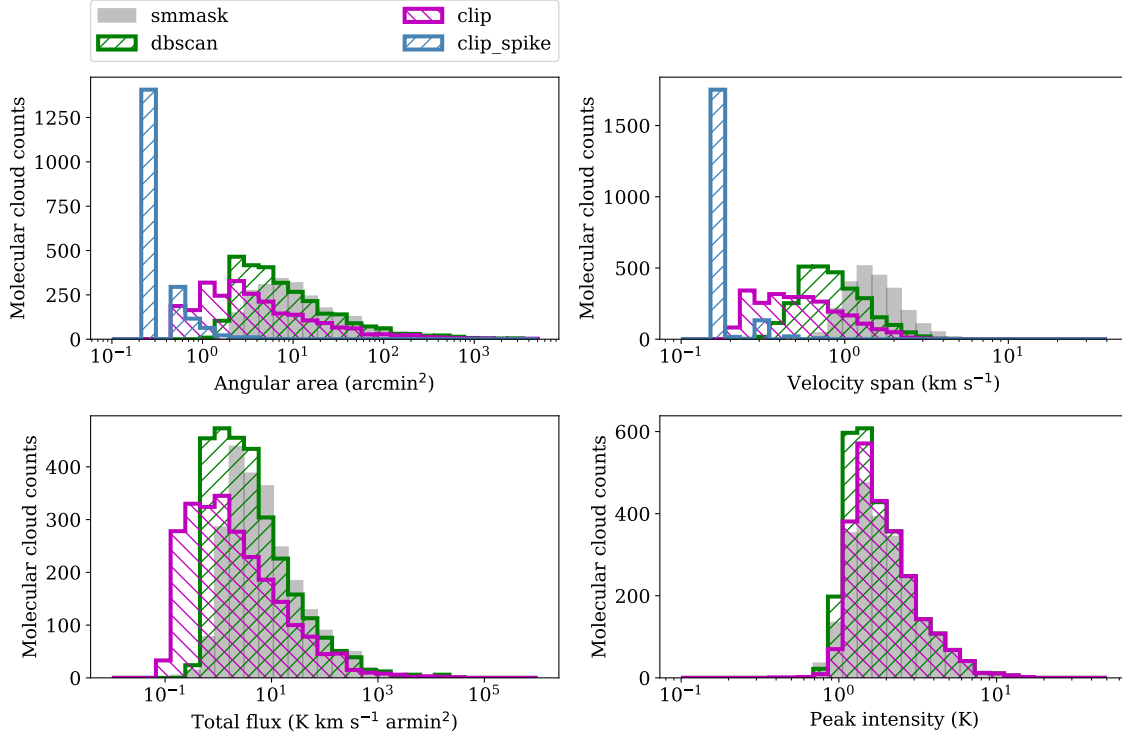 smmask
dbscan
clip
clip_spike
Molecular cloud counts
1250
1000
750
500
250
0
10⁻¹ 10⁰ 10¹ 10² 10³
Angular area (arcmin²)
Molecular cloud counts
1500
1000
500
0
10⁻¹ 10⁰ 10¹
Velocity span (km s⁻¹)
Molecular cloud counts
400
300
200
100
0
10⁻¹ 10¹ 10³ 10⁵
Total flux (K km s⁻¹ armin²)
Molecular cloud counts
600
400
200
0
10⁻¹ 10⁰ 10¹
Peak intensity (K)